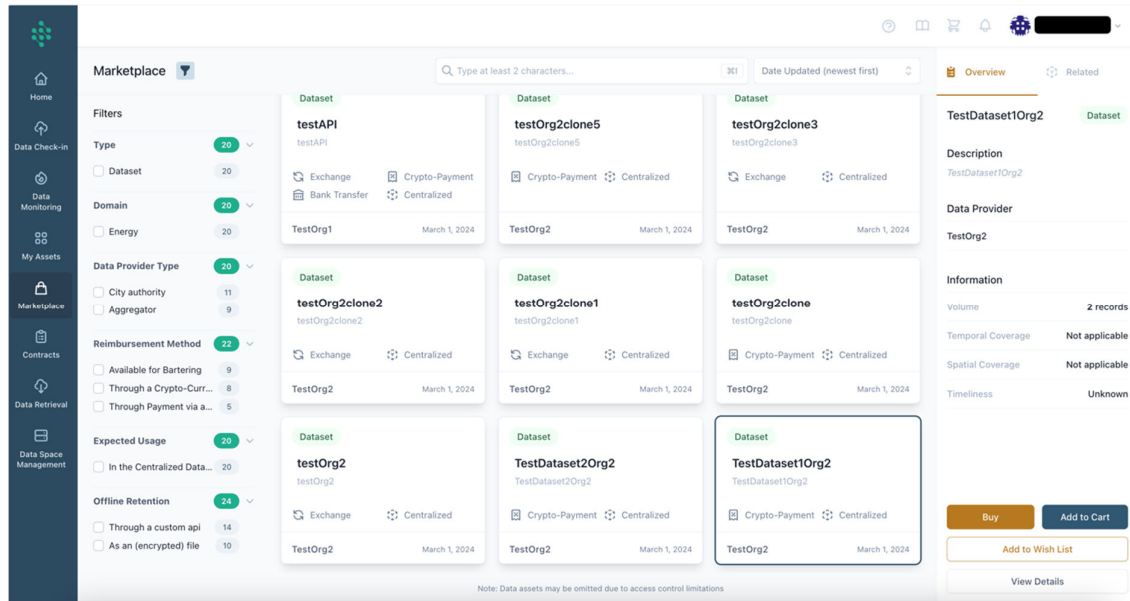 Home
Data Check-in
Data
Monitoring
My Assets
Marketplace
Contracts
Data Retrieval
Data Space
Management
Marketplace
Type at least 2 characters...
⌘I
Date Updated (newest first)
Filters
Type 20
Dataset 20
Domain 20
Energy 20
Data Provider Type 20
City authority 11
Aggregator 9
Reimbursement Method 22
Available for Bartering 9
Through a Crypto-Curr... 8
Through Payment via a... 5
Expected Usage 20
In the Centralized Data... 20
Offline Retention 24
Through a custom api 14
As an (encrypted) file 10
Dataset
testAPI
testAPI
Exchange Crypto-Payment
Bank Transfer Centralized
TestOrg1 March 1, 2024
Dataset
testOrg2clone5
testOrg2clone5
Crypto-Payment Centralized
TestOrg2 March 1, 2024
Dataset
testOrg2clone3
testOrg2clone3
Exchange Centralized
TestOrg2 March 1, 2024
Dataset
testOrg2clone2
testOrg2clone2
Exchange Centralized
TestOrg2 March 1, 2024
Dataset
testOrg2clone1
testOrg2clone1
Exchange Centralized
TestOrg2 March 1, 2024
Dataset
testOrg2clone
testOrg2clone
Crypto-Payment Centralized
TestOrg2 March 1, 2024
Dataset
testOrg2
testOrg2
Exchange Centralized
TestOrg2 March 1, 2024
Dataset
TestDataset2Org2
TestDataset2Org2
Crypto-Payment Centralized
TestOrg2 March 1, 2024
Dataset
TestDataset1Org2
TestDataset1Org2
Crypto-Payment Centralized
TestOrg2 March 1, 2024
Note: Data assets may be omitted due to access control limitations
Overview Related
TestDataset1Org2 Dataset
Description
TestDataset1Org2
Data Provider
TestOrg2
Information
Volume 2 records
Temporal Coverage Not applicable
Spatial Coverage Not applicable
Timeliness Unknown
Buy Add to Cart
Add to Wish List
View Details